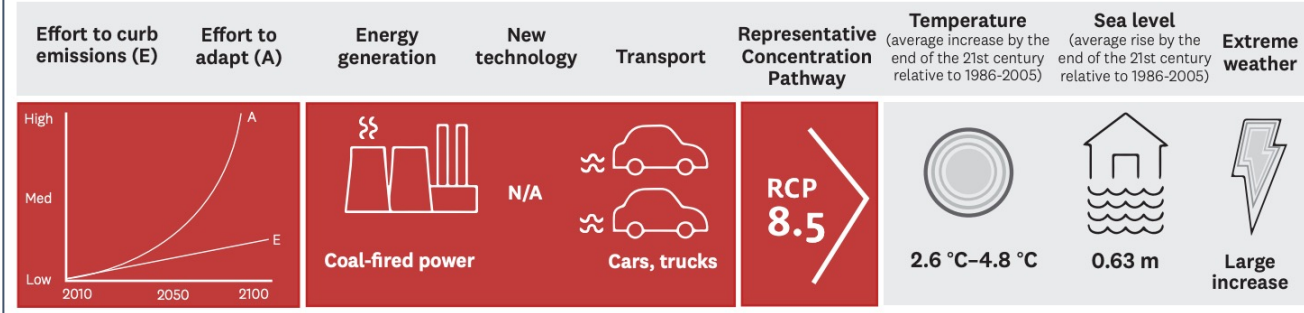 Effort to curb
emissions (E)
Effort to
adapt (A)
Energy
generation
New
technology
Transport
Representative
Concentration
Pathway
Temperature
(average increase by the
end of the 21st century
relative to 1986-2005)
Sea level
(average rise by the
end of the 21st century
relative to 1986-2005)
Extreme
weather
High
Med
Low
A
E
2010
2050
2100
Coal-fired power
N/A
Cars, trucks
RCP
8.5
2.6 °C–4.8 °C
0.63 m
Large
increase